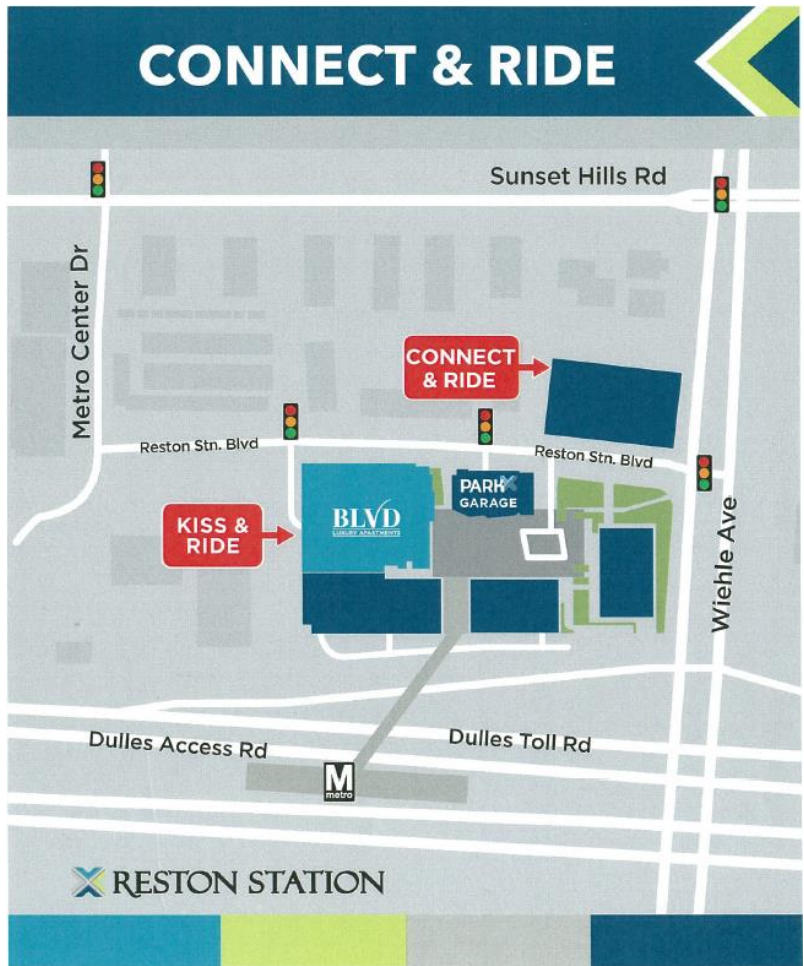 CONNECT & RIDE
Sunset Hills Rd
Metro Center Dr
CONNECT
& RIDE
Reston Stn. Blvd
Reston Stn. Blvd
PARK X
GARAGE
BLVD
LUXURY APARTMENTS
KISS &
RIDE
Wiehle Ave
Dulles Access Rd
Dulles Toll Rd
M
metro
RESTON STATION